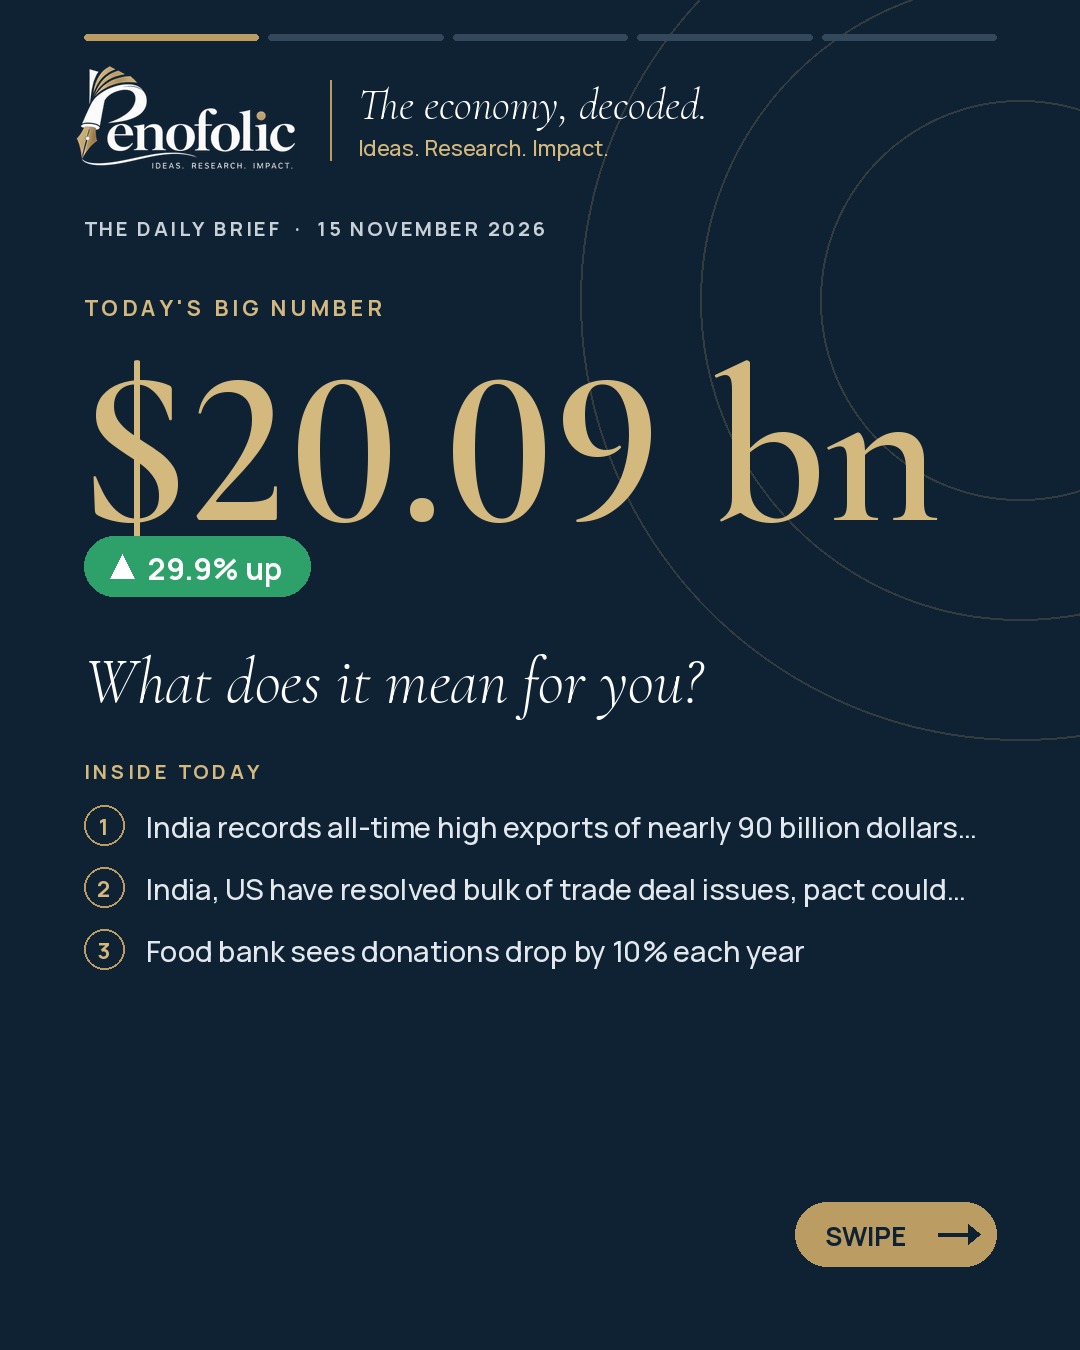 Penofolic
IDEAS. RESEARCH. IMPACT.
The economy, decoded.
Ideas. Research. Impact.
THE DAILY BRIEF · 15 NOVEMBER 2026
TODAY'S BIG NUMBER
$20.09 bn
▲ 29.9% up
What does it mean for you?
INSIDE TODAY
1 India records all-time high exports of nearly 90 billion dollars...
2 India, US have resolved bulk of trade deal issues, pact could...
3 Food bank sees donations drop by 10% each year
SWIPE →